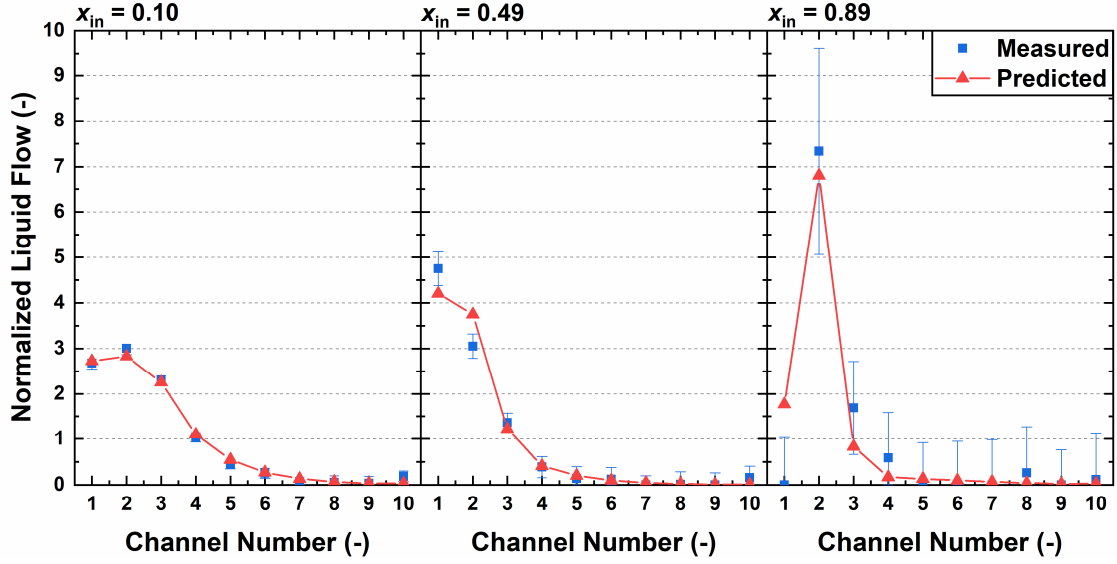 x_in = 0.10 x_in = 0.49 x_in = 0.89
Measured
Predicted
10
9
8
7
6
5
4
3
2
1
0
Normalized Liquid Flow (-)
1 2 3 4 5 6 7 8 9 10 1 2 3 4 5 6 7 8 9 10 1 2 3 4 5 6 7 8 9 10
Channel Number (-) Channel Number (-) Channel Number (-)